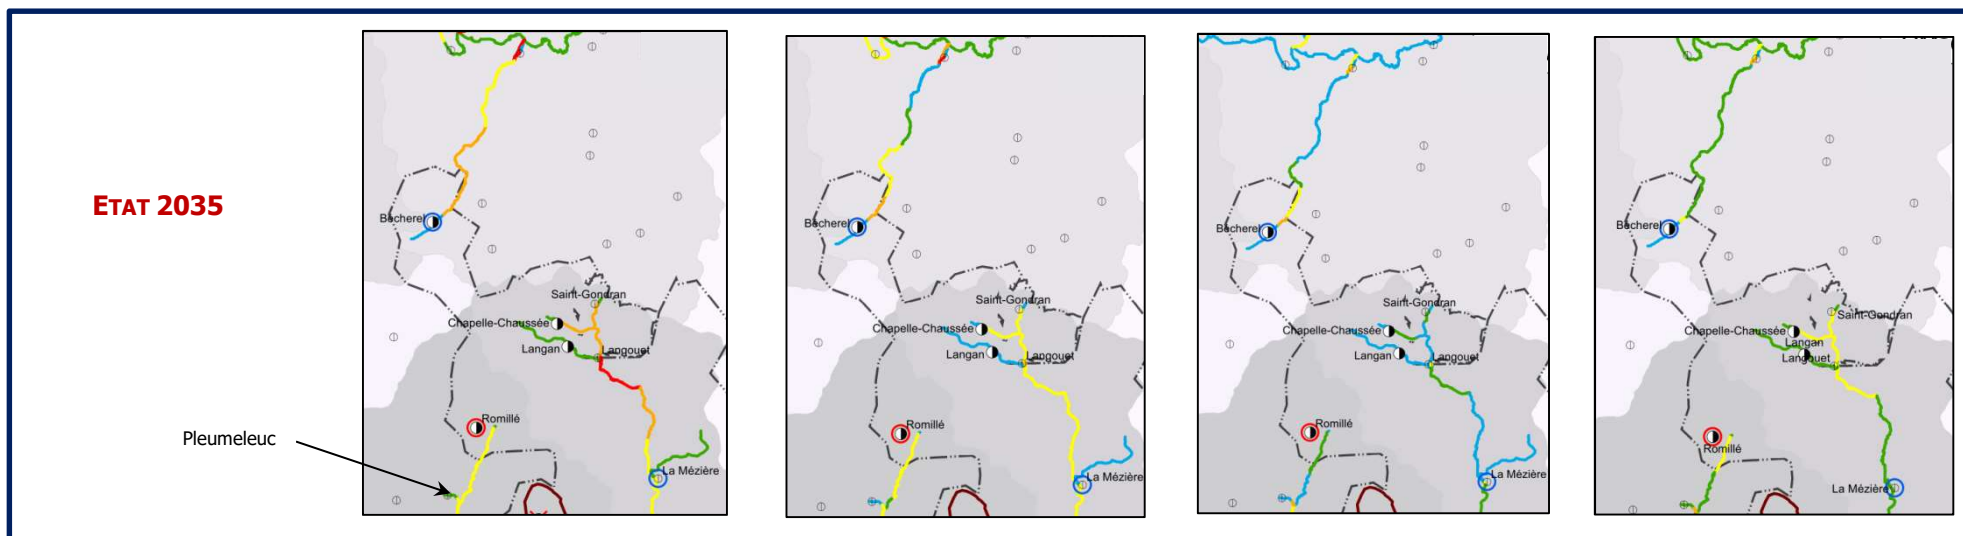 ETAT 2035
Pleumeleuc
Bécherel
Saint-Gondran
Chapelle-Chaussée
Langan
Langouet
Romillé
La Mézière
Bécherel
Saint-Gondran
Chapelle-Chaussée
Langan
Langouet
Romillé
La Mézière
Bécherel
Saint-Gondran
Chapelle-Chaussée
Langan
Langouet
Romillé
La Mézière
Bécherel
Saint-Gondran
Chapelle-Chaussée
Langan
Langouet
Romillé
La Mézière